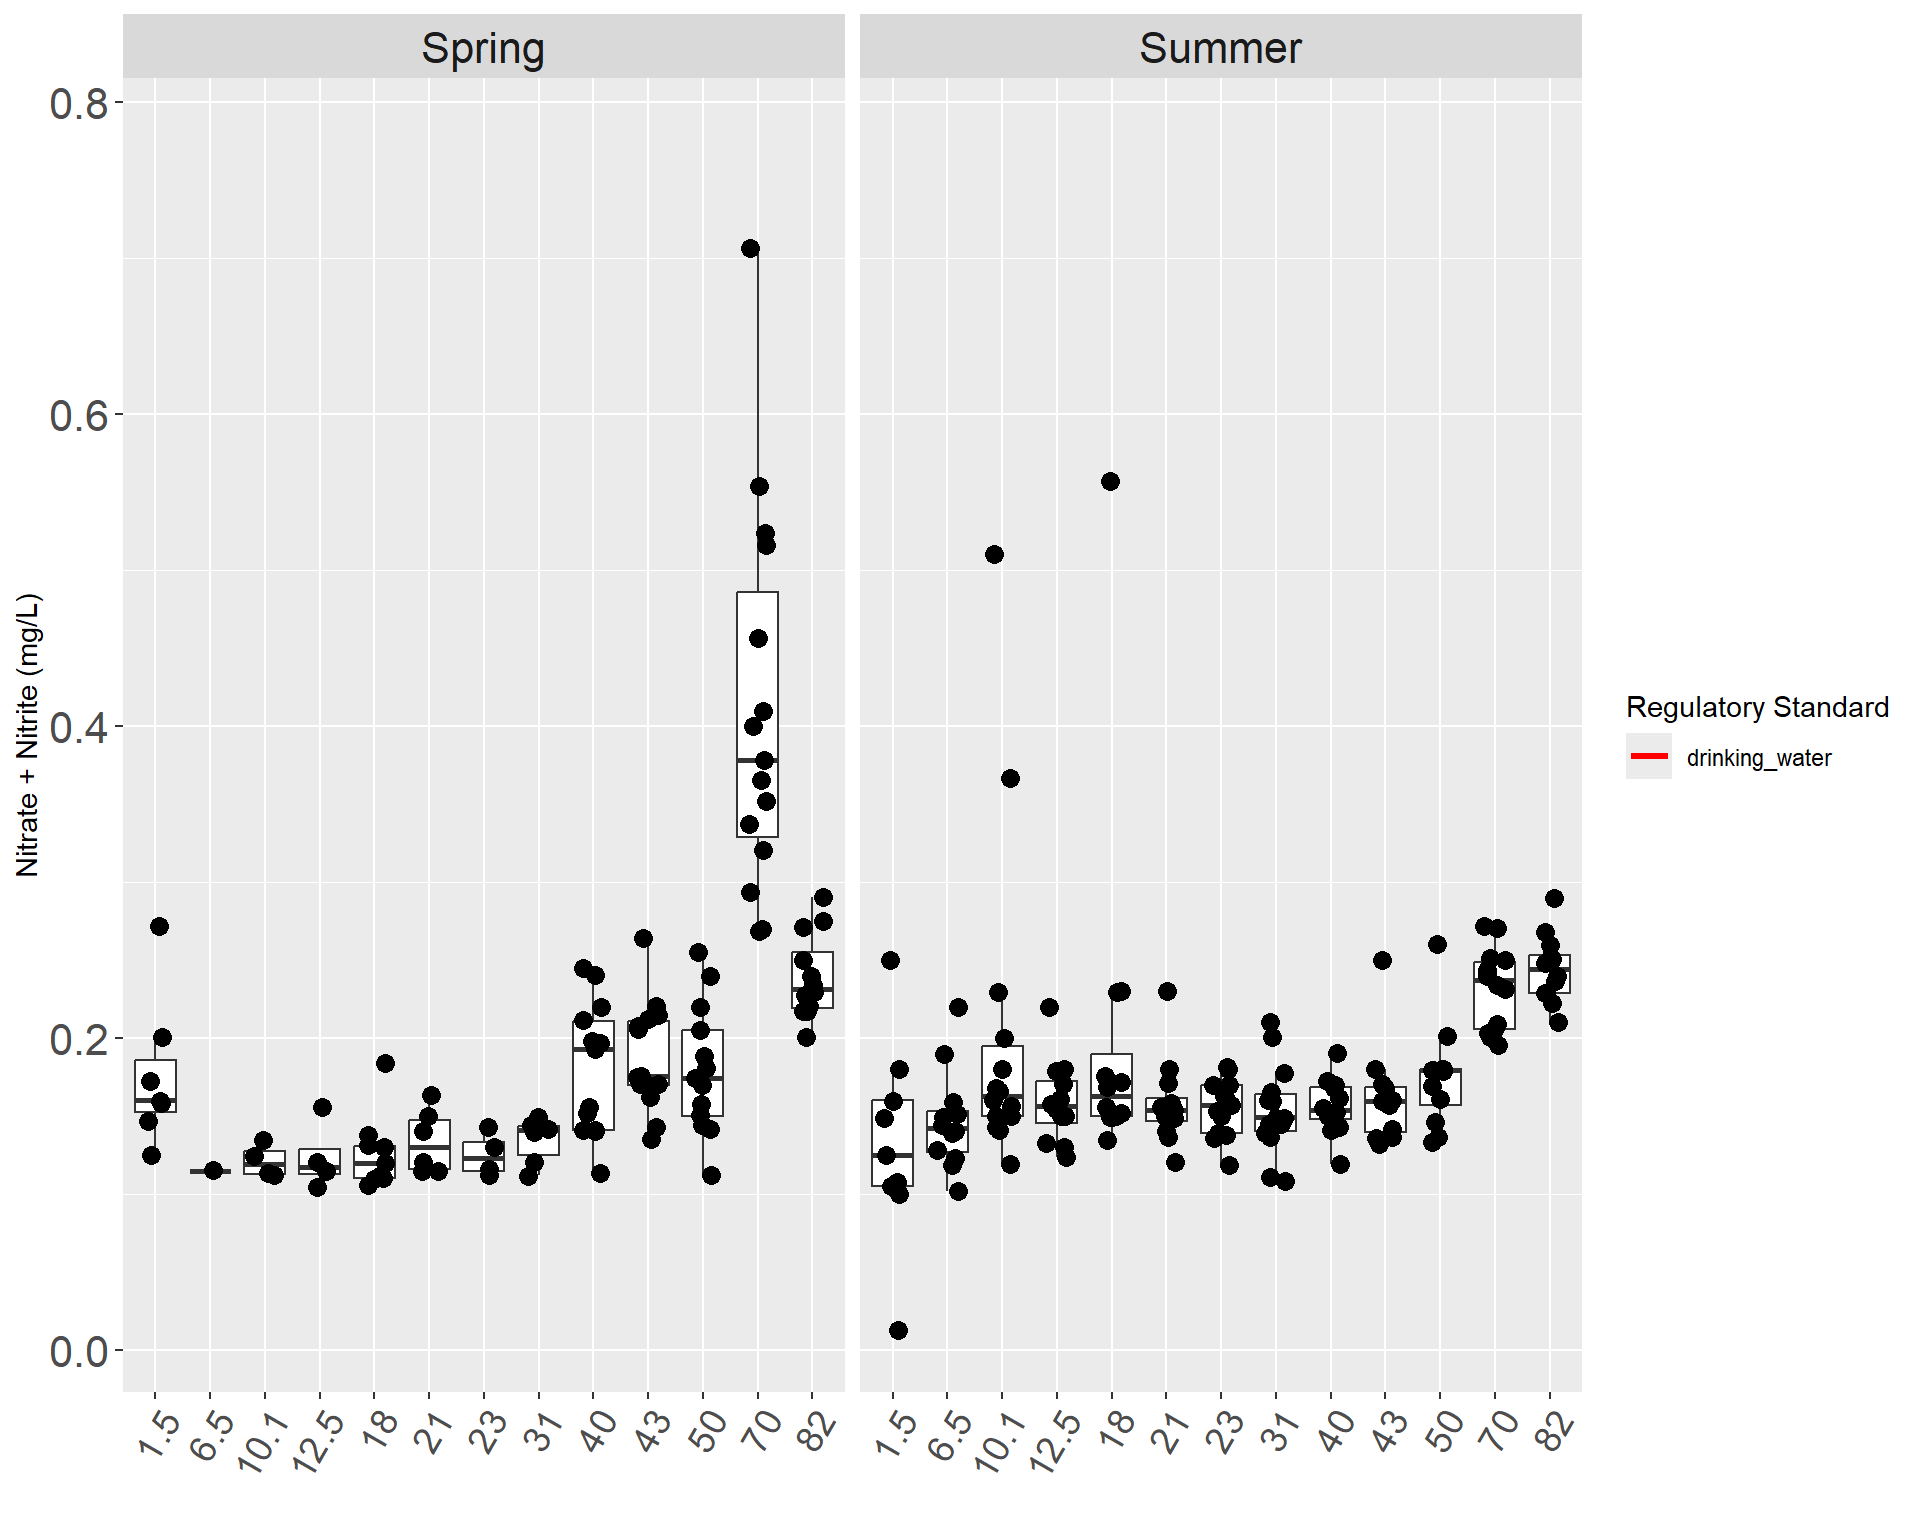 Spring Summer
0.8
0.6
0.4
0.2
0.0
Nitrate + Nitrite (mg/L)
1.5 6.5 10.1 12.5 18 21 23 31 40 43 50 70 82
1.5 6.5 10.1 12.5 18 21 23 31 40 43 50 70 82
Regulatory Standard
drinking_water